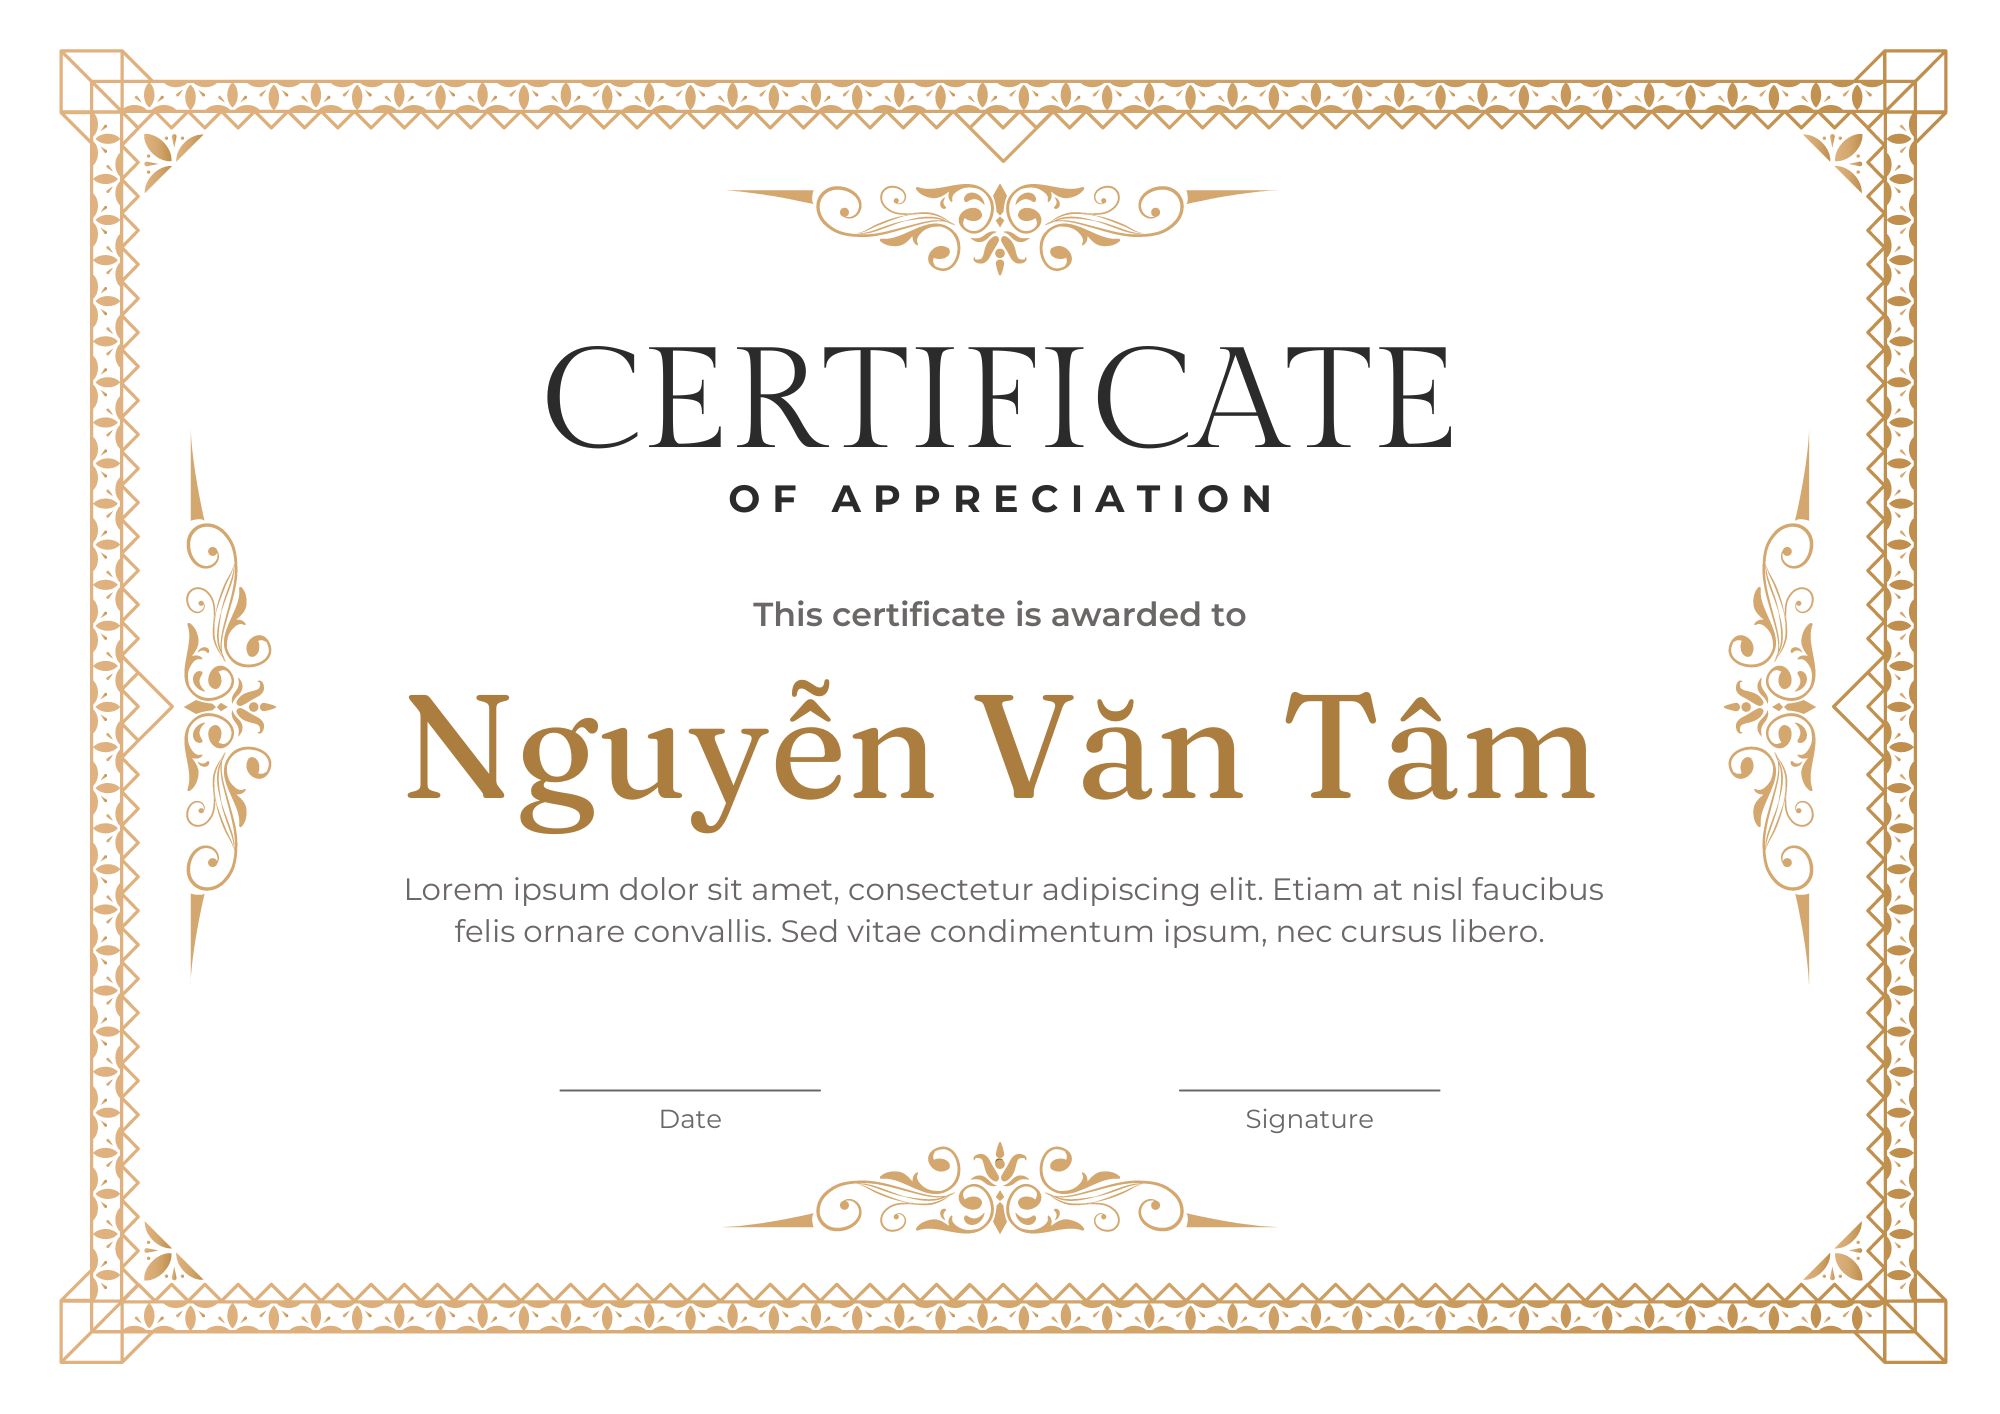 CERTIFICATE
OF APPRECIATION
This certificate is awarded to
Nguyễn Văn Tâm
Lorem ipsum dolor sit amet, consectetur adipiscing elit. Etiam at nisl faucibus
felis ornare convallis. Sed vitae condimentum ipsum, nec cursus libero.
Date
Signature